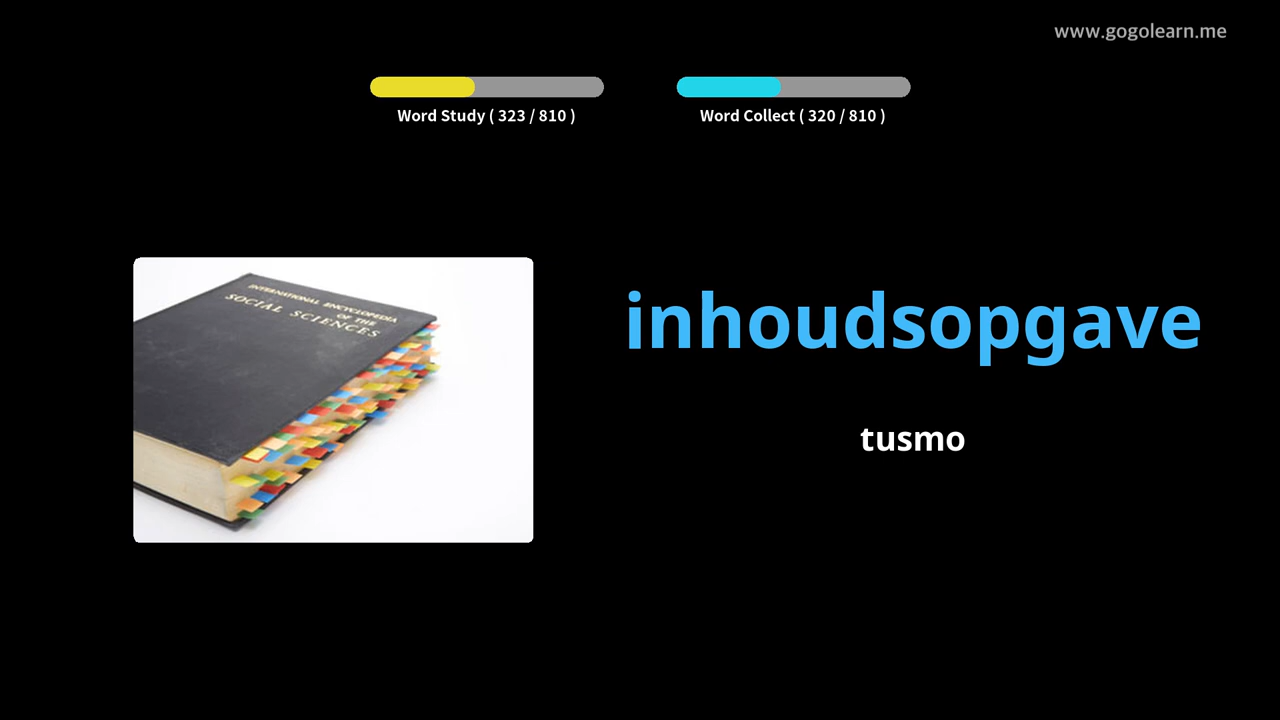 www.gogolearn.me
Word Study ( 323 / 810 )
Word Collect ( 320 / 810 )
INTERNATIONAL ENCYCLOPEDIA
OF THE
SOCIAL SCIENCES
inhoudsopgave
tusmo